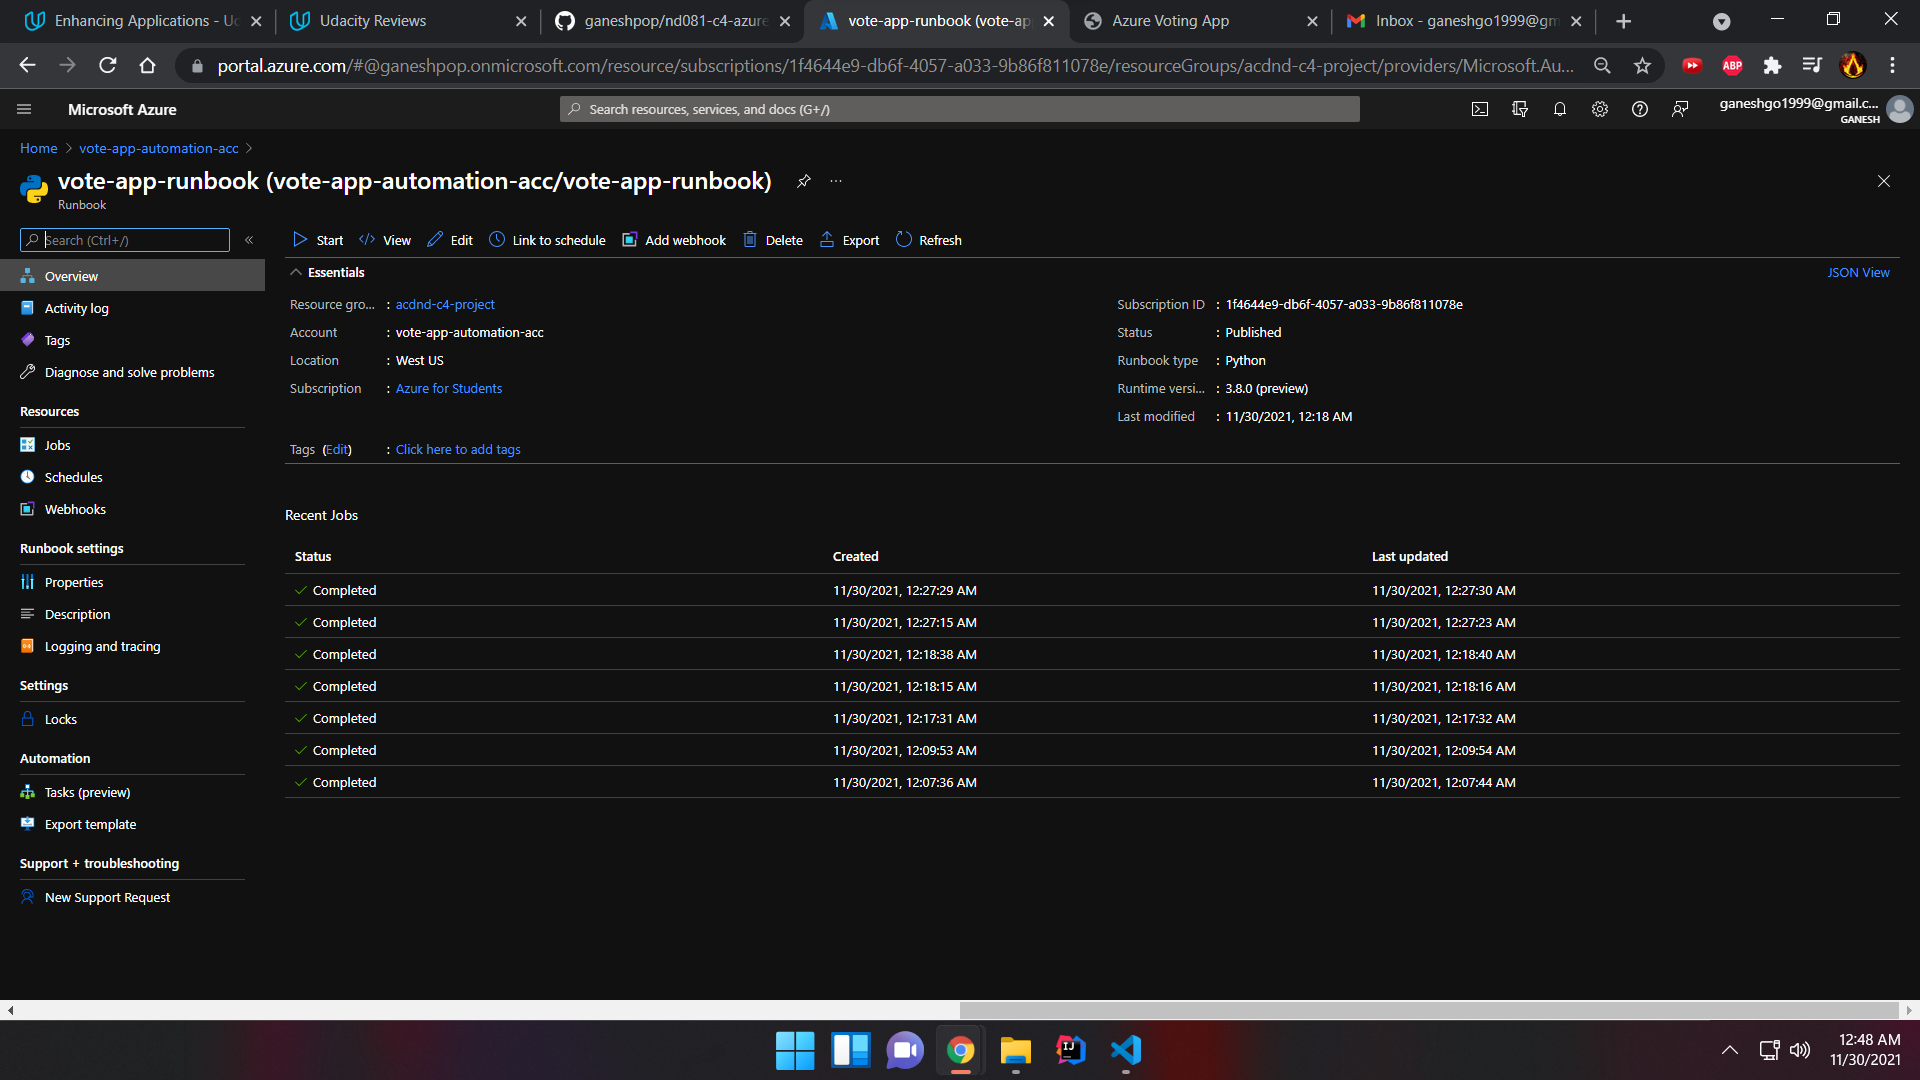 Enhancing Applications - Ud
Udacity Reviews
ganeshpop/nd081-c4-azure
vote-app-runbook (vote-ap
Azure Voting App
Inbox - ganeshgo1999@gm
portal.azure.com/#@ganeshpop.onmicrosoft.com/resource/subscriptions/1f4644e9-db6f-4057-a033-9b86f811078e/resourceGroups/acdnd-c4-project/providers/Microsoft.Au...
ABP
Microsoft Azure
Search resources, services, and docs (G+/)
ganeshgo1999@gmail.c...
GANESH
Home > vote-app-automation-acc >
vote-app-runbook (vote-app-automation-acc/vote-app-runbook)
...
Runbook
Search (Ctrl+/)
«
Start
View
Edit
Link to schedule
Add webhook
Delete
Export
Refresh
Overview
Activity log
Tags
Diagnose and solve problems
Resources
Jobs
Schedules
Webhooks
Runbook settings
Properties
Description
Logging and tracing
Settings
Locks
Automation
Tasks (preview)
Export template
Support + troubleshooting
New Support Request
Essentials
JSON View
Resource gro... : acdnd-c4-project
Account : vote-app-automation-acc
Location : West US
Subscription : Azure for Students
Subscription ID : 1f4644e9-db6f-4057-a033-9b86f811078e
Status : Published
Runbook type : Python
Runtime versi... : 3.8.0 (preview)
Last modified : 11/30/2021, 12:18 AM
Tags (Edit) : Click here to add tags
Recent Jobs
Status Created Last updated
Completed 11/30/2021, 12:27:29 AM 11/30/2021, 12:27:30 AM
Completed 11/30/2021, 12:27:15 AM 11/30/2021, 12:27:23 AM
Completed 11/30/2021, 12:18:38 AM 11/30/2021, 12:18:40 AM
Completed 11/30/2021, 12:18:15 AM 11/30/2021, 12:18:16 AM
Completed 11/30/2021, 12:17:31 AM 11/30/2021, 12:17:32 AM
Completed 11/30/2021, 12:09:53 AM 11/30/2021, 12:09:54 AM
Completed 11/30/2021, 12:07:36 AM 11/30/2021, 12:07:44 AM
IJ
12:48 AM
11/30/2021